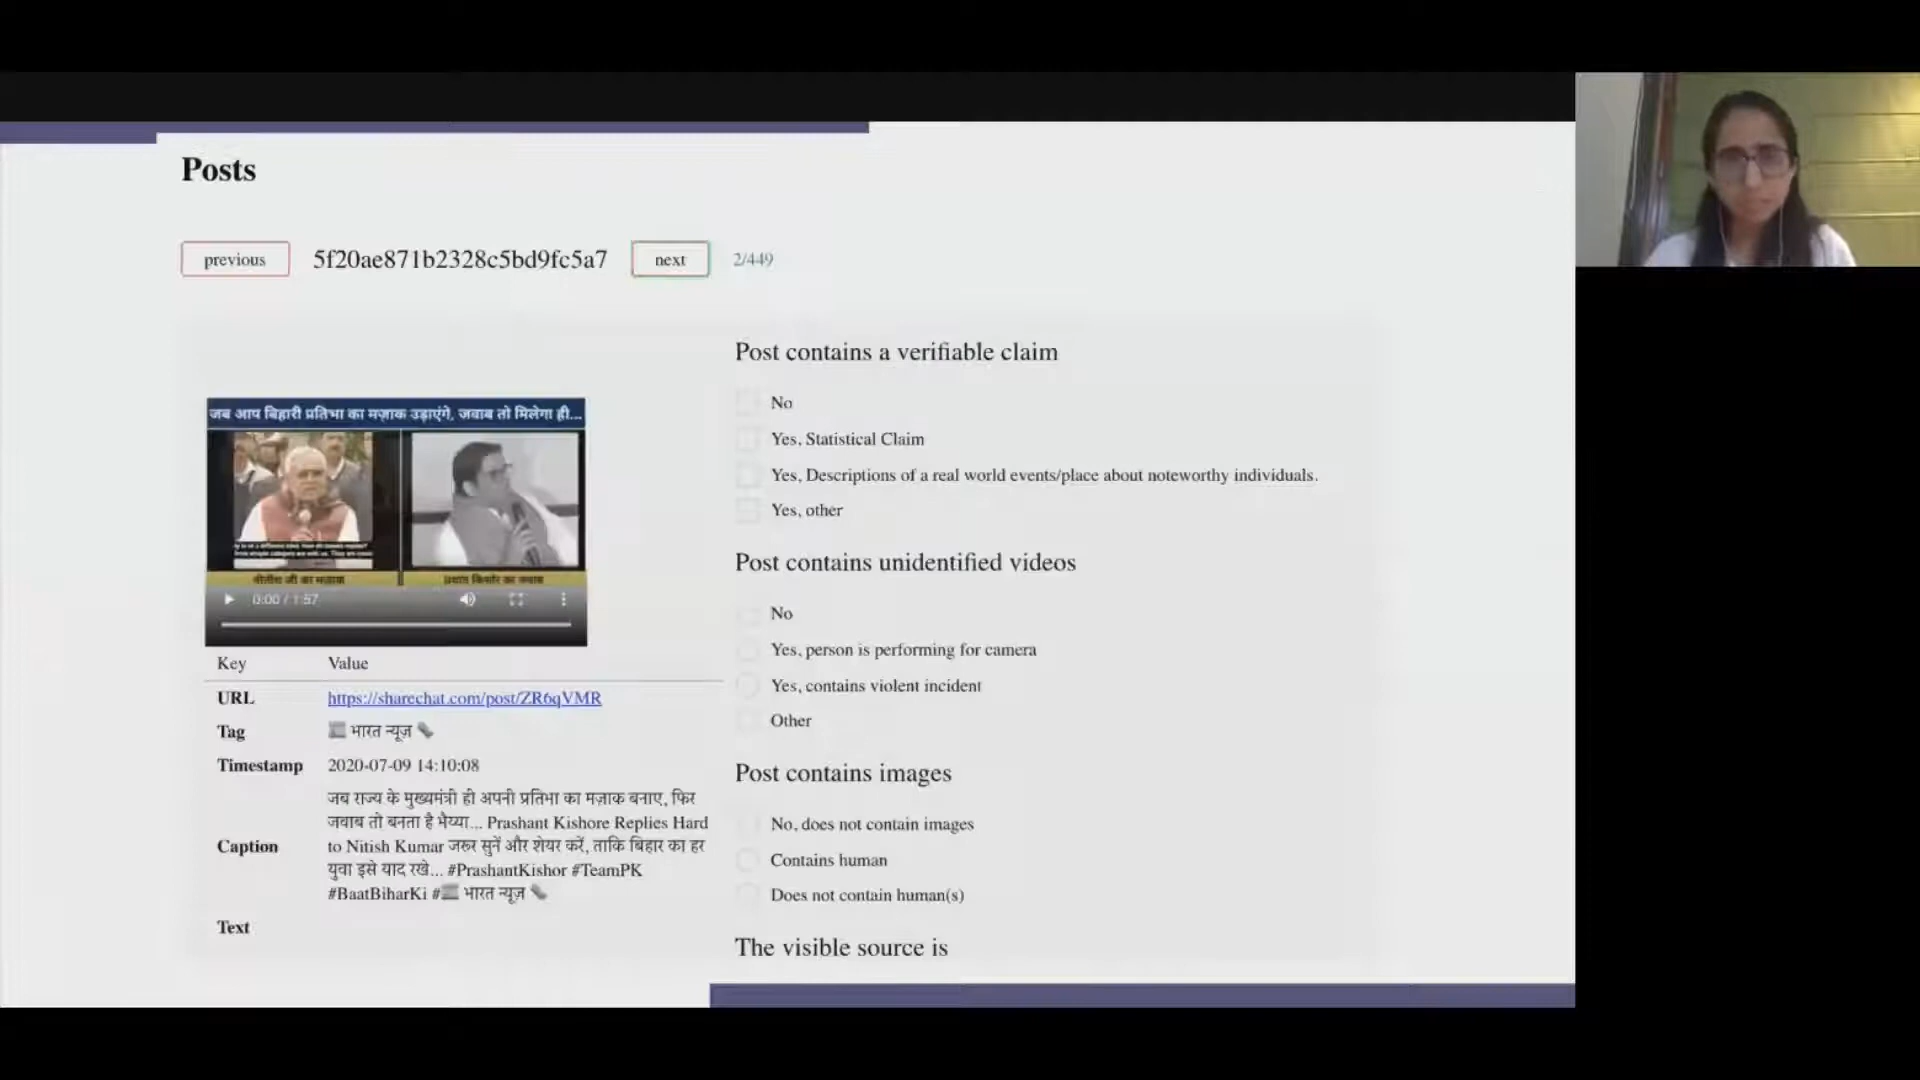 Posts
previous
5f20ae871b2328c5bd9fc5a7
next
2/449
जब आप बिहारी प्रतिभा का मज़ाक उड़ाएंगे, जवाब तो मिलेगा ही...
नीतीश जी का मज़ाक
प्रशांत किशोर का जवाब
0:00 / 1:57
Key Value
URL https://sharechat.com/post/ZR6qVMR
Tag भारत न्यूज़
Timestamp 2020-07-09 14:10:08
Caption
जब राज्य के मुख्यमंत्री ही अपनी प्रतिभा का मज़ाक बनाए, फिर
जवाब तो बनता है भैय्या... Prashant Kishore Replies Hard
to Nitish Kumar जरूर सुनें और शेयर करें, ताकि बिहार का हर
युवा इसे याद रखे... #PrashantKishor #TeamPK
#BaatBiharKi # भारत न्यूज़
Text
Post contains a verifiable claim
No
Yes, Statistical Claim
Yes, Descriptions of a real world events/place about noteworthy individuals.
Yes, other
Post contains unidentified videos
No
Yes, person is performing for camera
Yes, contains violent incident
Other
Post contains images
No, does not contain images
Contains human
Does not contain human(s)
The visible source is